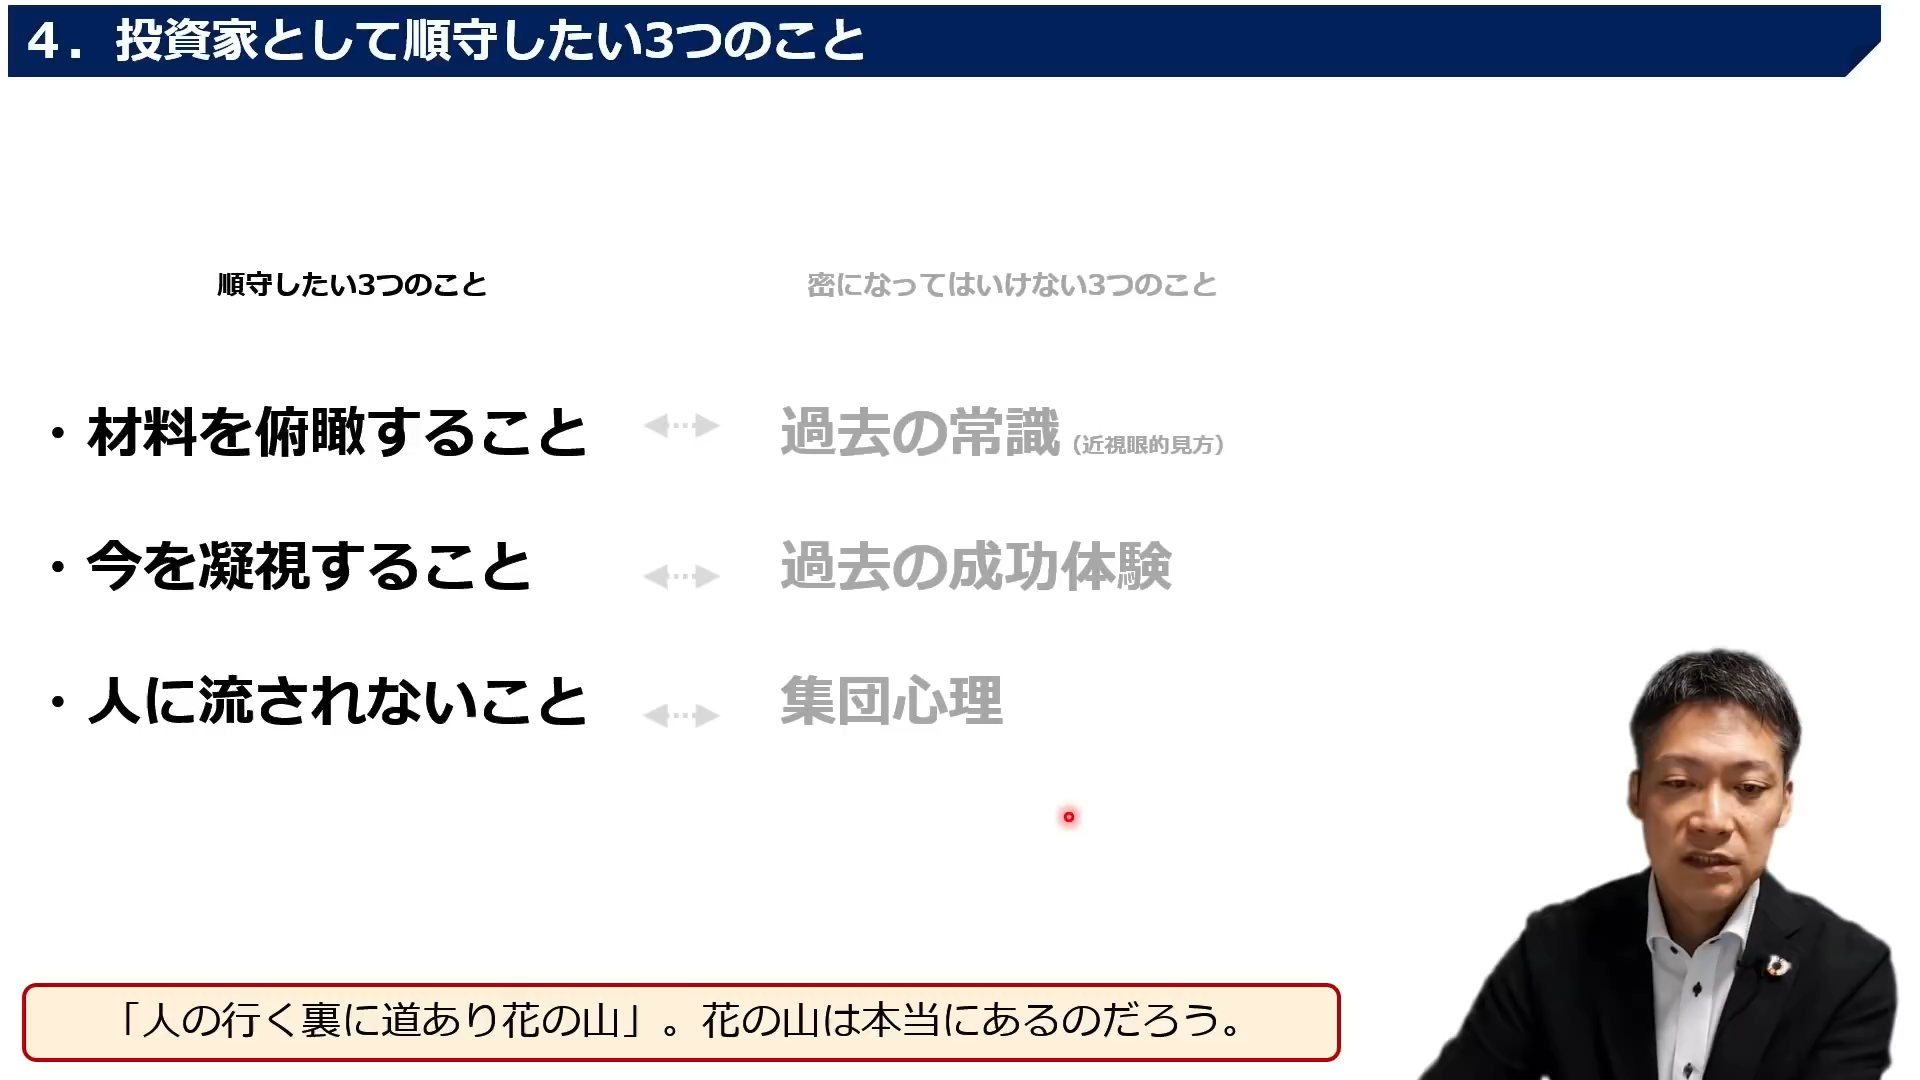 ４．投資家として順守したい3つのこと
順守したい3つのこと
密になってはいけない3つのこと
・材料を俯瞰すること
過去の常識（近視眼的見方）
・今を凝視すること
過去の成功体験
・人に流されないこと
集団心理
「人の行く裏に道あり花の山」。花の山は本当にあるのだろう。